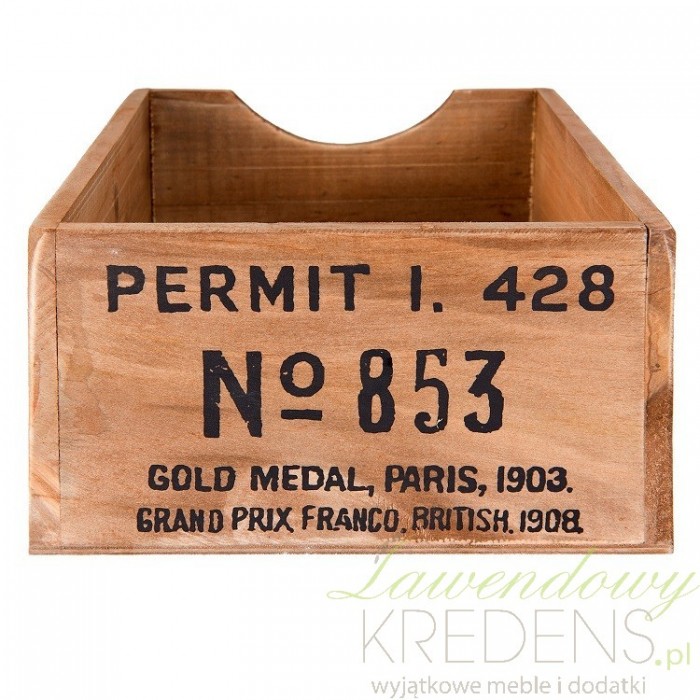 PERMIT I. 428
No 853
GOLD MEDAL, PARIS, 1903.
GRAND PRIX, FRANCO, BRITISH. 1908.
Lawendowy
KREDENS.pl
wyjątkowe meble i dodatki